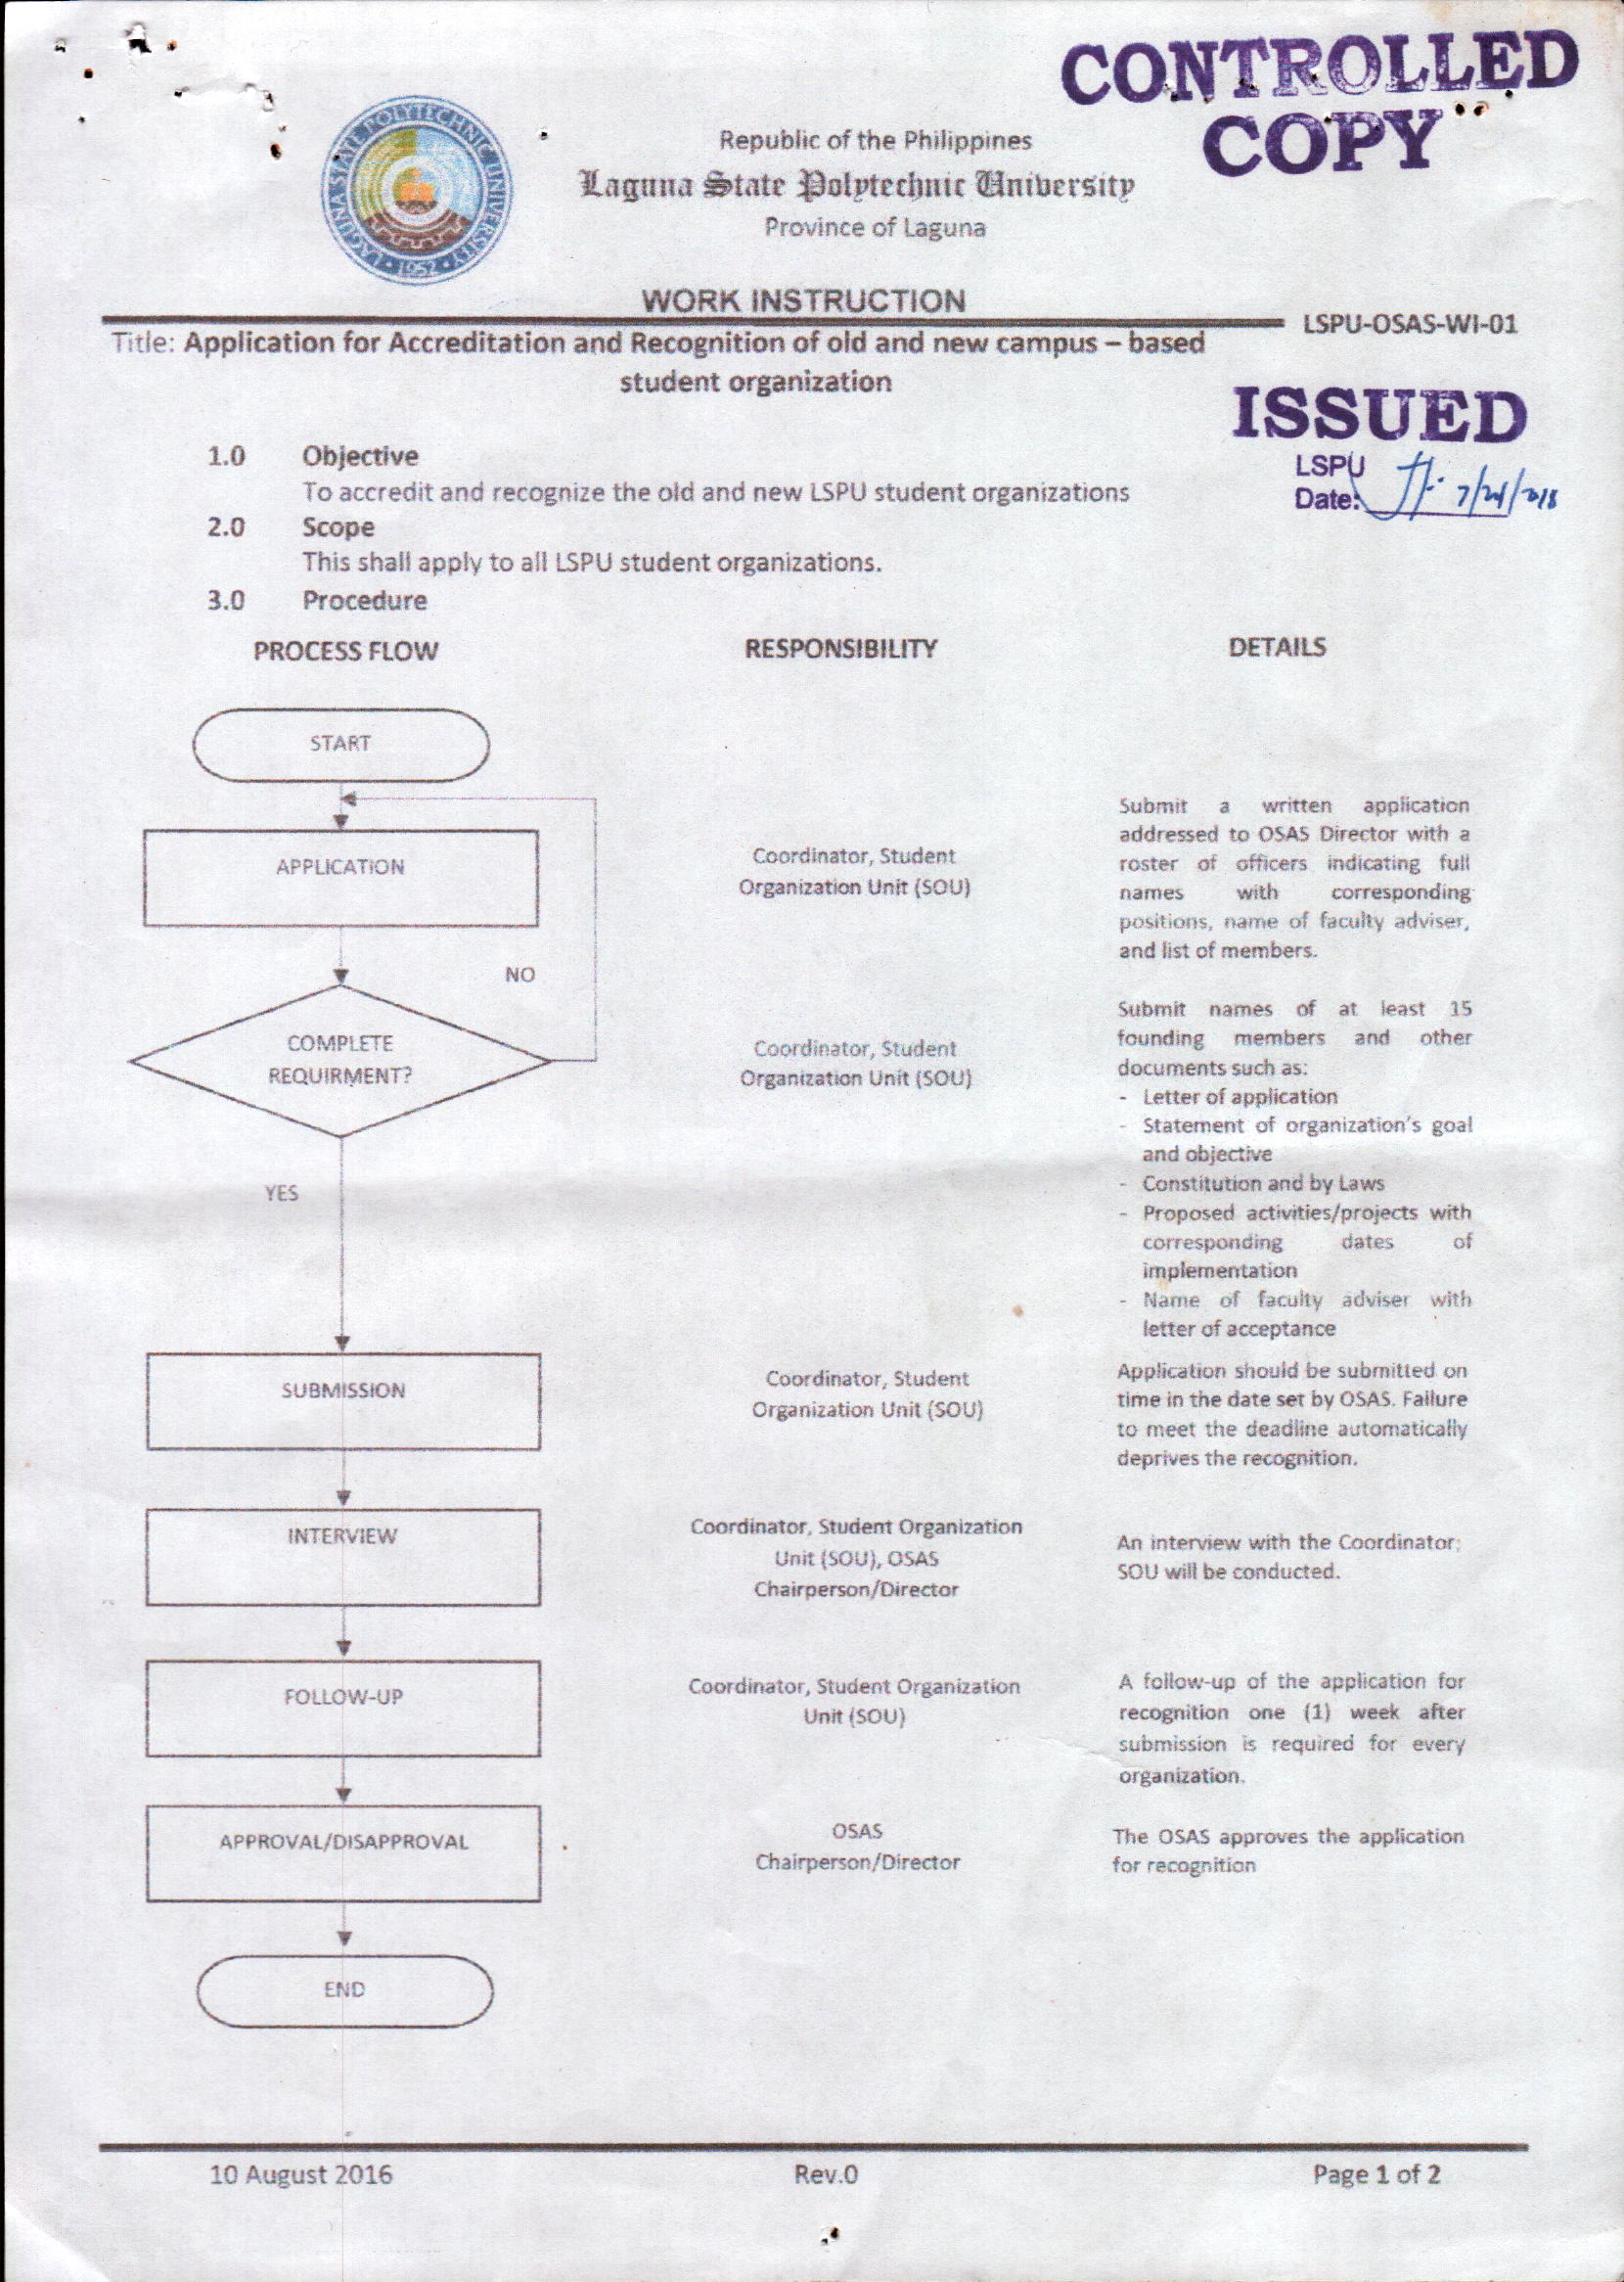 CONTROLLED
COPY
LAGUNA STATE POLYTECHNIC UNIVERSITY
• 1952 •
Republic of the Philippines
Laguna State Polytechnic University
Province of Laguna
WORK INSTRUCTION
LSPU-OSAS-WI-01
Title: Application for Accreditation and Recognition of old and new campus – based
student organization
ISSUED
LSPU
Date:
1.0 Objective
To accredit and recognize the old and new LSPU student organizations
2.0 Scope
This shall apply to all LSPU student organizations.
3.0 Procedure
PROCESS FLOW RESPONSIBILITY DETAILS
START
APPLICATION
Coordinator, Student
Organization Unit (SOU)
Submit a written application
addressed to OSAS Director with a
roster of officers indicating full
names with corresponding
positions, name of faculty adviser,
and list of members.
NO
COMPLETE
REQUIRMENT?
Coordinator, Student
Organization Unit (SOU)
Submit names of at least 15
founding members and other
documents such as:
- Letter of application
- Statement of organization's goal
and objective
- Constitution and by Laws
- Proposed activities/projects with
corresponding dates of
implementation
- Name of faculty adviser with
letter of acceptance
YES
SUBMISSION
Coordinator, Student
Organization Unit (SOU)
Application should be submitted on
time in the date set by OSAS. Failure
to meet the deadline automatically
deprives the recognition.
INTERVIEW
Coordinator, Student Organization
Unit (SOU), OSAS
Chairperson/Director
An interview with the Coordinator;
SOU will be conducted.
FOLLOW-UP
Coordinator, Student Organization
Unit (SOU)
A follow-up of the application for
recognition one (1) week after
submission is required for every
organization.
APPROVAL/DISAPPROVAL
OSAS
Chairperson/Director
The OSAS approves the application
for recognition
END
10 August 2016 Rev.0 Page 1 of 2